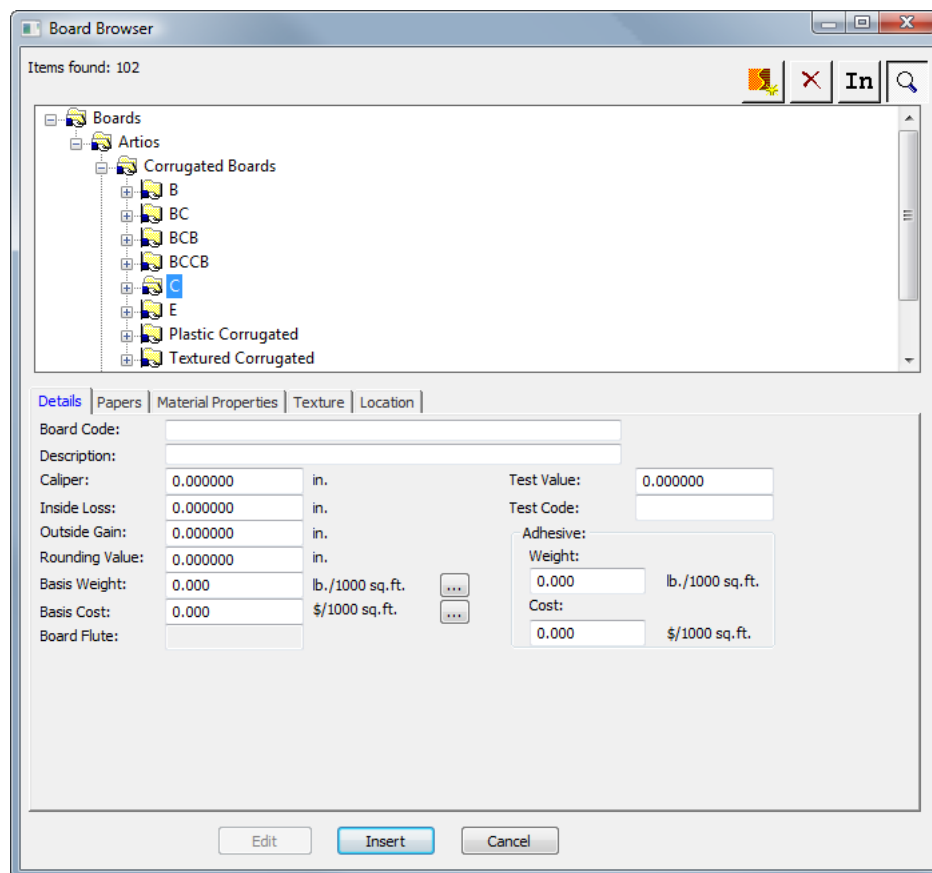 Board Browser
Items found: 102
In
Boards
Artios
Corrugated Boards
B
BC
BCB
BCCB
C
E
Plastic Corrugated
Textured Corrugated
Details Papers Material Properties Texture Location
Board Code:
Description:
Caliper: 0.000000 in. Test Value: 0.000000
Inside Loss: 0.000000 in. Test Code:
Outside Gain: 0.000000 in. Adhesive:
Rounding Value: 0.000000 in. Weight:
Basis Weight: 0.000 lb./1000 sq.ft. ... 0.000 lb./1000 sq.ft.
Basis Cost: 0.000 $/1000 sq.ft. ... Cost:
Board Flute: 0.000 $/1000 sq.ft.
Edit Insert Cancel